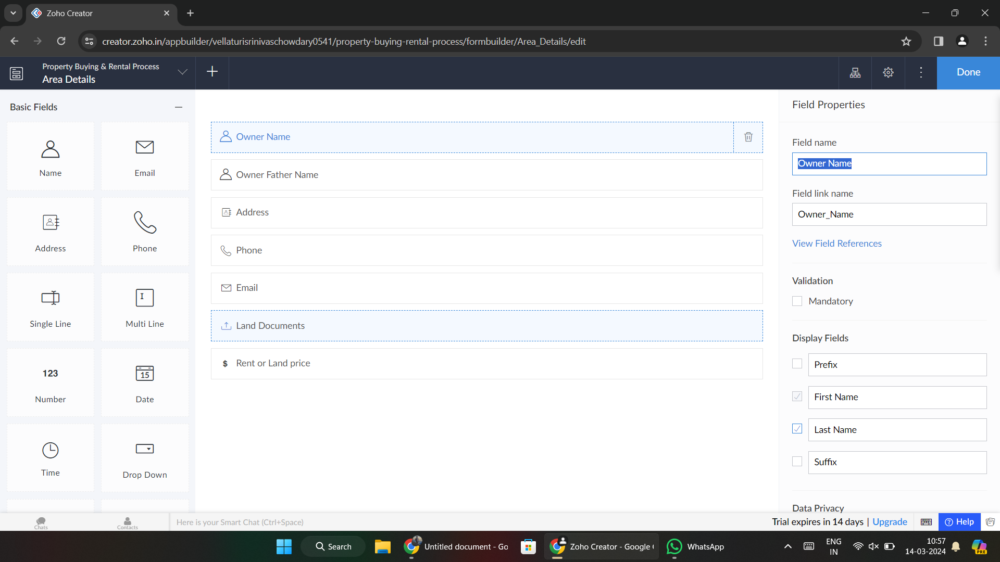 Zoho Creator
creator.zoho.in/appbuilder/vellaturisrinivaschowdary0541/property-buying-rental-process/formbuilder/Area_Details/edit
Property Buying & Rental Process
Area Details
Done
Basic Fields
Name
Email
Address
Phone
Single Line
Multi Line
123
Number
15
Date
Time
Drop Down
Owner Name
Owner Father Name
Address
Phone
Email
Land Documents
$ Rent or Land price
Field Properties
Field name
Owner Name
Field link name
Owner_Name
View Field References
Validation
Mandatory
Display Fields
Prefix
First Name
Last Name
Suffix
Data Privacy
Chats
Contacts
Here is your Smart Chat (Ctrl+Space)
Trial expires in 14 days | Upgrade
Help
Search
Untitled document - Go
Zoho Creator - Google
WhatsApp
ENG
IN
10:57
14-03-2024
PRE